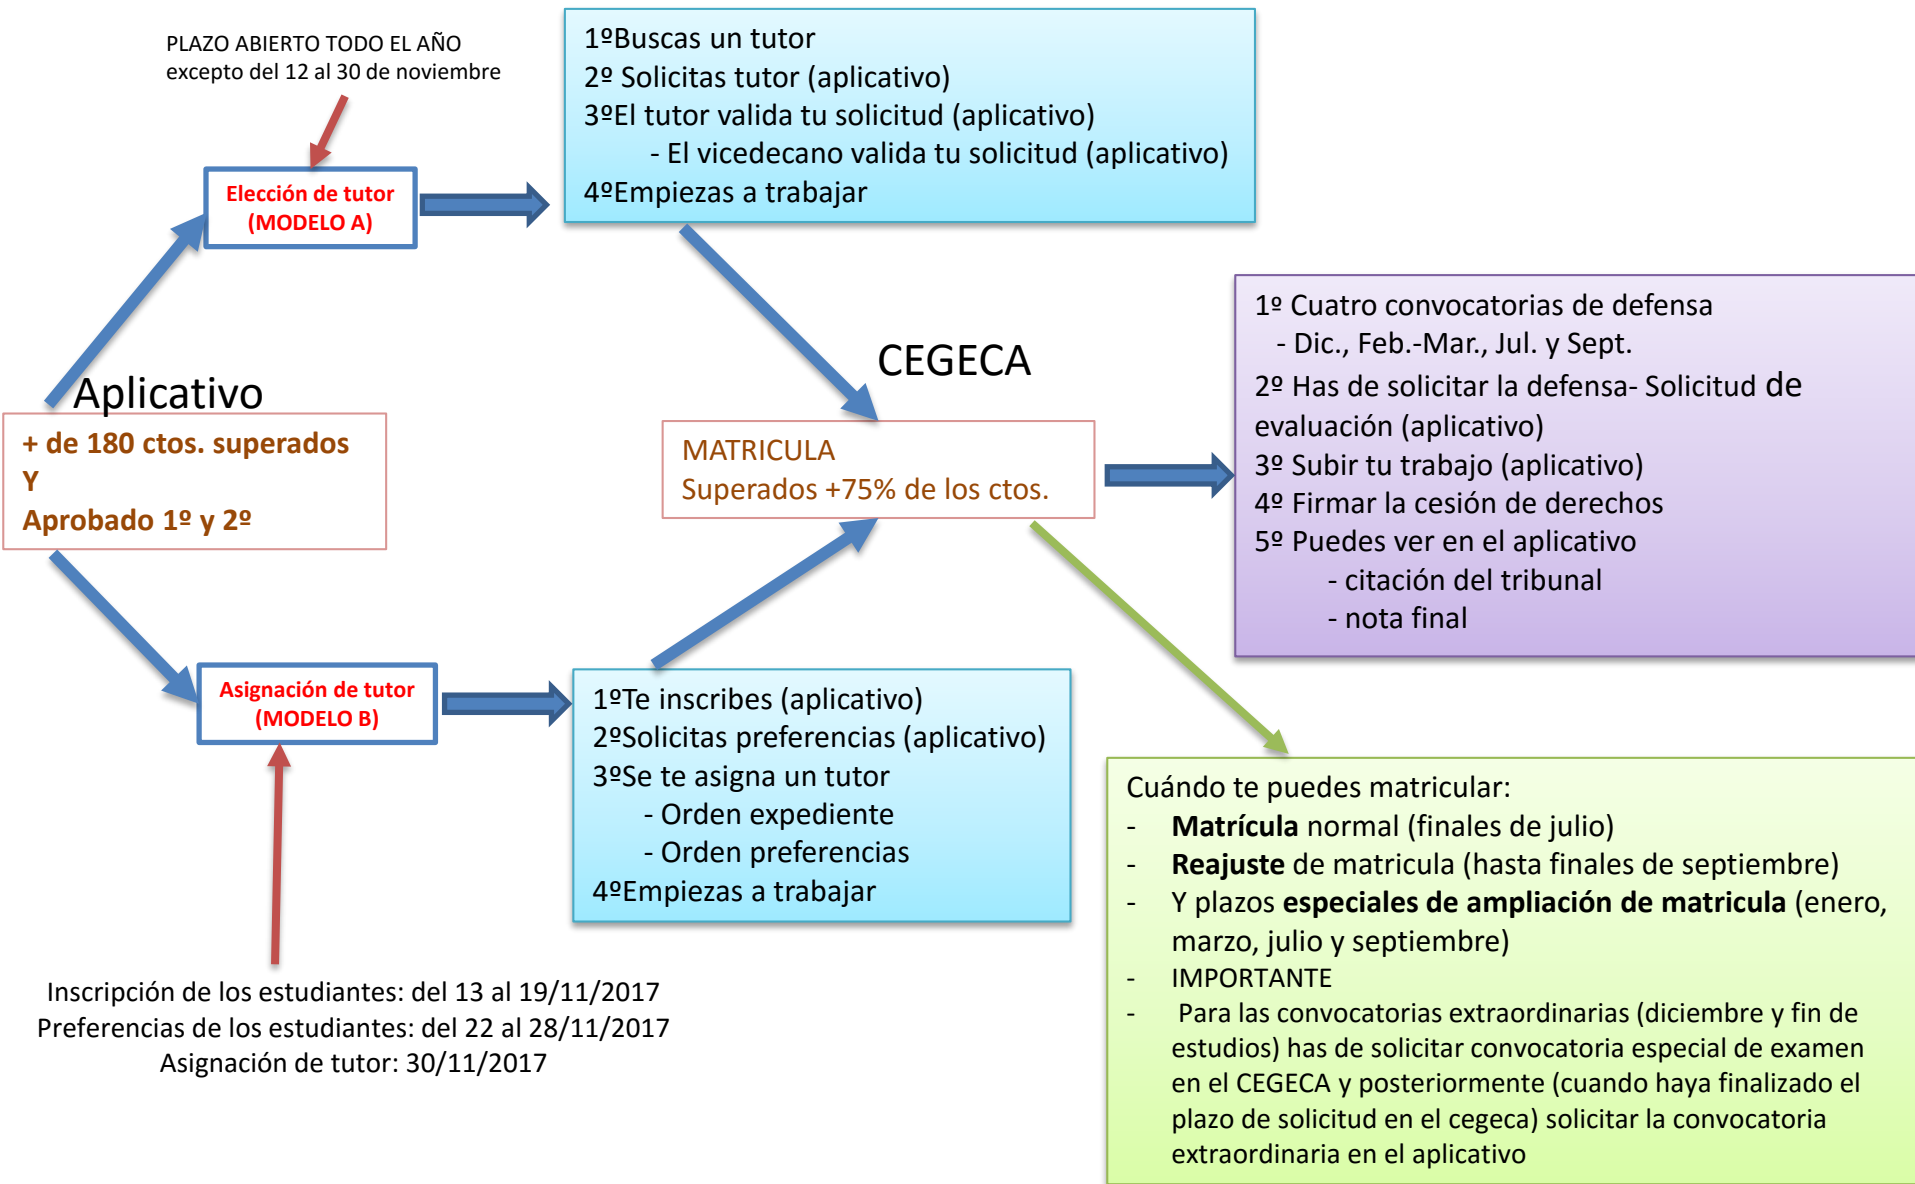 PLAZO ABIERTO TODO EL AÑO
excepto del 12 al 30 de noviembre
1ºBuscas un tutor
2º Solicitas tutor (aplicativo)
3ºEl tutor valida tu solicitud (aplicativo)
- El vicedecano valida tu solicitud (aplicativo)
4ºEmpiezas a trabajar
Elección de tutor
(MODELO A)
Aplicativo
+ de 180 ctos. superados
Y
Aprobado 1º y 2º
CEGECA
MATRICULA
Superados +75% de los ctos.
1º Cuatro convocatorias de defensa
- Dic., Feb.-Mar., Jul. y Sept.
2º Has de solicitar la defensa- Solicitud de
evaluación (aplicativo)
3º Subir tu trabajo (aplicativo)
4º Firmar la cesión de derechos
5º Puedes ver en el aplicativo
- citación del tribunal
- nota final
Asignación de tutor
(MODELO B)
1ºTe inscribes (aplicativo)
2ºSolicitas preferencias (aplicativo)
3ºSe te asigna un tutor
- Orden expediente
- Orden preferencias
4ºEmpiezas a trabajar
Inscripción de los estudiantes: del 13 al 19/11/2017
Preferencias de los estudiantes: del 22 al 28/11/2017
Asignación de tutor: 30/11/2017
Cuándo te puedes matricular:
- Matrícula normal (finales de julio)
- Reajuste de matricula (hasta finales de septiembre)
- Y plazos especiales de ampliación de matricula (enero,
marzo, julio y septiembre)
- IMPORTANTE
- Para las convocatorias extraordinarias (diciembre y fin de
estudios) has de solicitar convocatoria especial de examen
en el CEGECA y posteriormente (cuando haya finalizado el
plazo de solicitud en el cegeca) solicitar la convocatoria
extraordinaria en el aplicativo